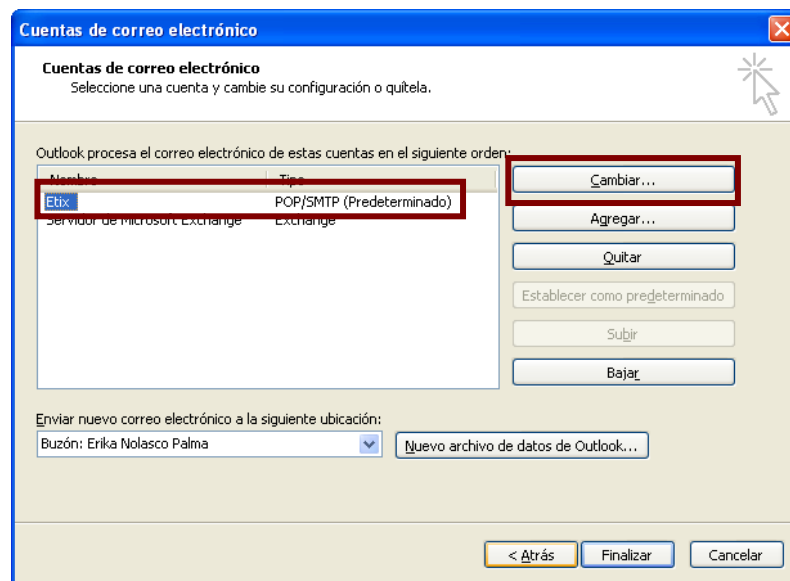 Cuentas de correo electrónico
Cuentas de correo electrónico
Seleccione una cuenta y cambie su configuración o quítela.
Outlook procesa el correo electrónico de estas cuentas en el siguiente orden:
Nombre Tipo
Etix POP/SMTP (Predeterminado)
Servidor de Microsoft Exchange Exchange
Cambiar...
Agregar...
Quitar
Establecer como predeterminado
Subir
Bajar
Enviar nuevo correo electrónico a la siguiente ubicación:
Buzón: Erika Nolasco Palma
Nuevo archivo de datos de Outlook...
< Atrás Finalizar Cancelar